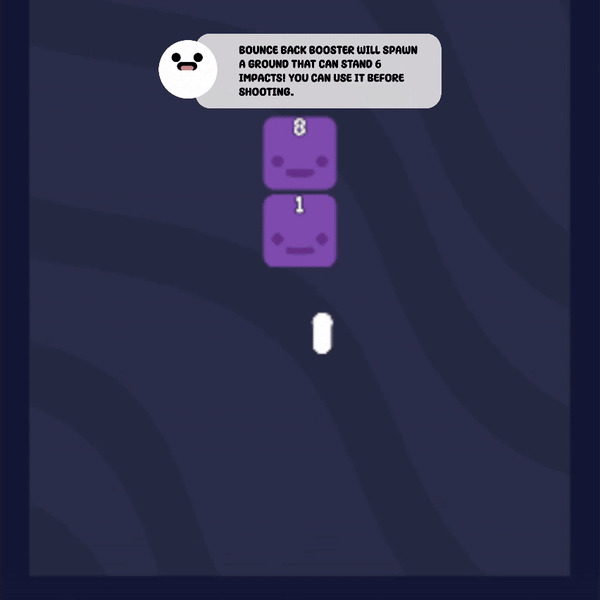 BOUNCE BACK BOOSTER WILL SPAWN
A GROUND THAT CAN STAND 6
IMPACTS! YOU CAN USE IT BEFORE
SHOOTING.
8
1